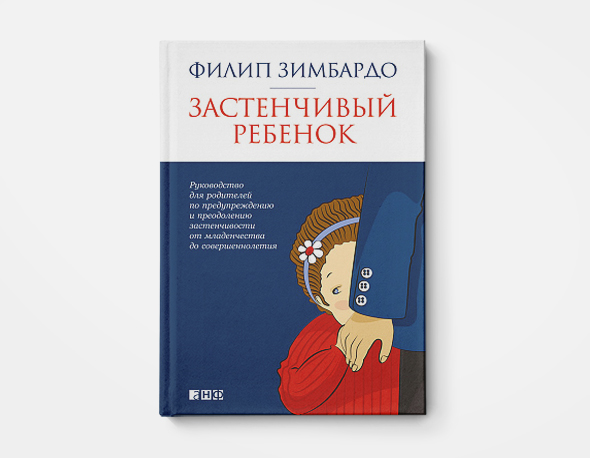 ФИЛИП ЗИМБАРДО
ЗАСТЕНЧИВЫЙ
РЕБЕНОК
Руководство
для родителей
по предупреждению
и преодолению
застенчивости
от младенчества
до совершеннолетия
АНФ